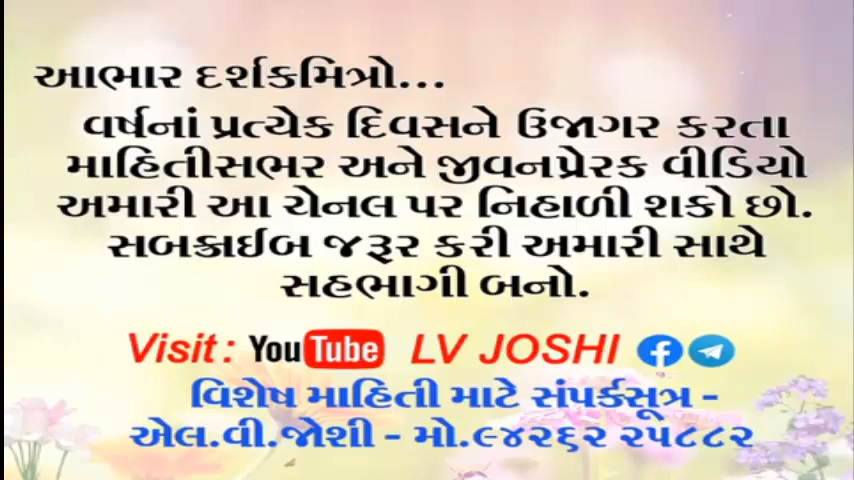 આભાર દર્શકમિત્રો...
વર્ષનાં પ્રત્યેક દિવસને ઉજાગર કરતા
માહિતીસભર અને જીવનપ્રેરક વીડિયો
અમારી આ ચેનલ પર નિહાળી શકો છો.
સબસ્ક્રાઈબ જરૂર કરી અમારી સાથે
સહભાગી બનો.
Visit : YouTube LV JOSHI
વિશેષ માહિતી માટે સંપર્કસૂત્ર -
એલ.વી.જોશી - મો.૯૪૨૬૨ ૨૫૮૮૨